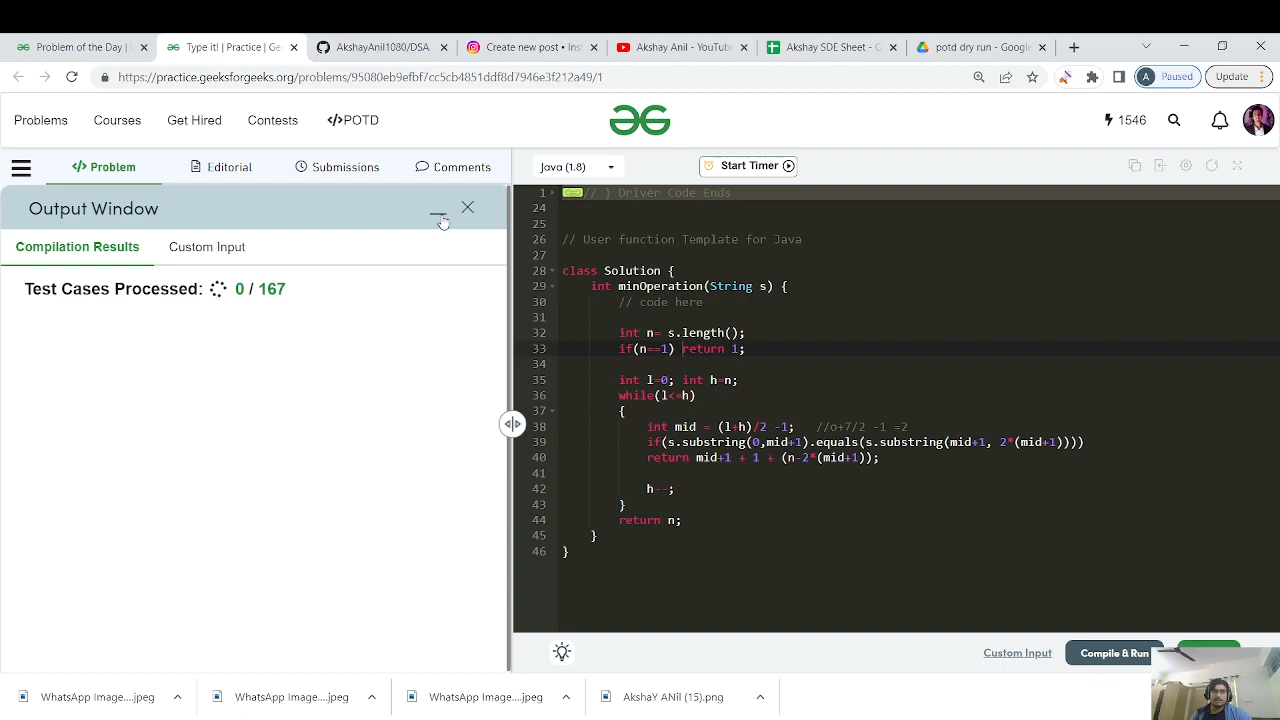 Problem of the Day |
Type it! | Practice | Ge
AkshayAnil1080/DSA
Create new post • Inst
Akshay Anil - YouTube
Akshay SDE Sheet - G
potd dry run - Google
https://practice.geeksforgeeks.org/problems/95080eb9efbf7cc5cb4851ddf8d7946e3f212a49/1
A Paused
Update
Problems Courses Get Hired Contests </>POTD
1546
</> Problem Editorial Submissions Comments
Java (1.8) Start Timer
Output Window
Compilation Results Custom Input
Test Cases Processed: 0 / 167
1 // } Driver Code Ends
24
25
26 // User function Template for Java
27
28 class Solution {
29 int minOperation(String s) {
30 // code here
31
32 int n= s.length();
33 if(n==1) return 1;
34
35 int l=0; int h=n;
36 while(l<=h)
37 {
38 int mid = (l+h)/2 -1; //o+7/2 -1 =2
39 if(s.substring(0,mid+1).equals(s.substring(mid+1, 2*(mid+1))))
40 return mid+1 + 1 + (n-2*(mid+1));
41
42 h--;
43 }
44 return n;
45 }
46 }
Custom Input Compile & Run
WhatsApp Image....jpeg
WhatsApp Image....jpeg
WhatsApp Image....jpeg
AkshaY ANil (15).png